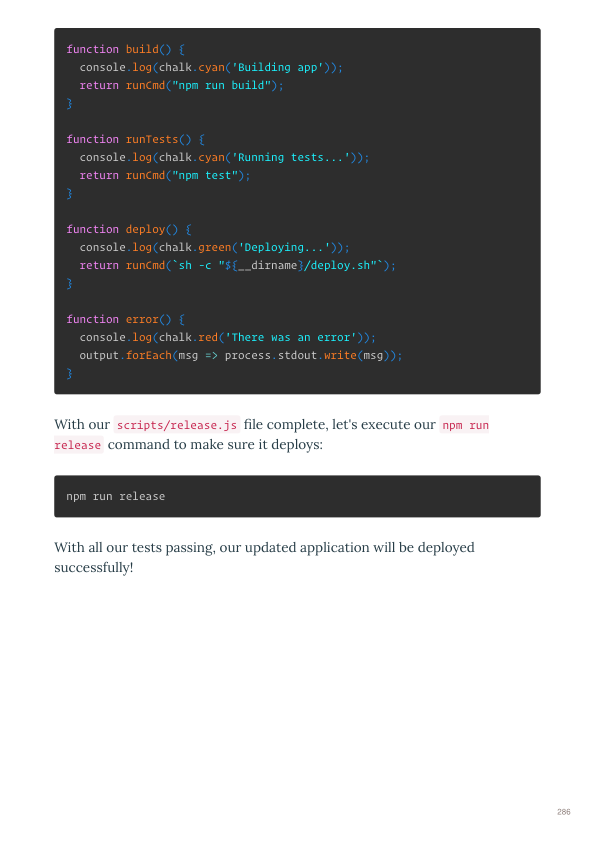 function build() {
  console.log(chalk.cyan('Building app'));
  return runCmd("npm run build");
}

function runTests() {
  console.log(chalk.cyan('Running tests...'));
  return runCmd("npm test");
}

function deploy() {
  console.log(chalk.green('Deploying...'));
  return runCmd(`sh -c "${__dirname}/deploy.sh"`);
}

function error() {
  console.log(chalk.red('There was an error'));
  output.forEach(msg => process.stdout.write(msg));
}
With our scripts/release.js file complete, let's execute our npm run
release command to make sure it deploys:
npm run release
With all our tests passing, our updated application will be deployed
successfully!
286